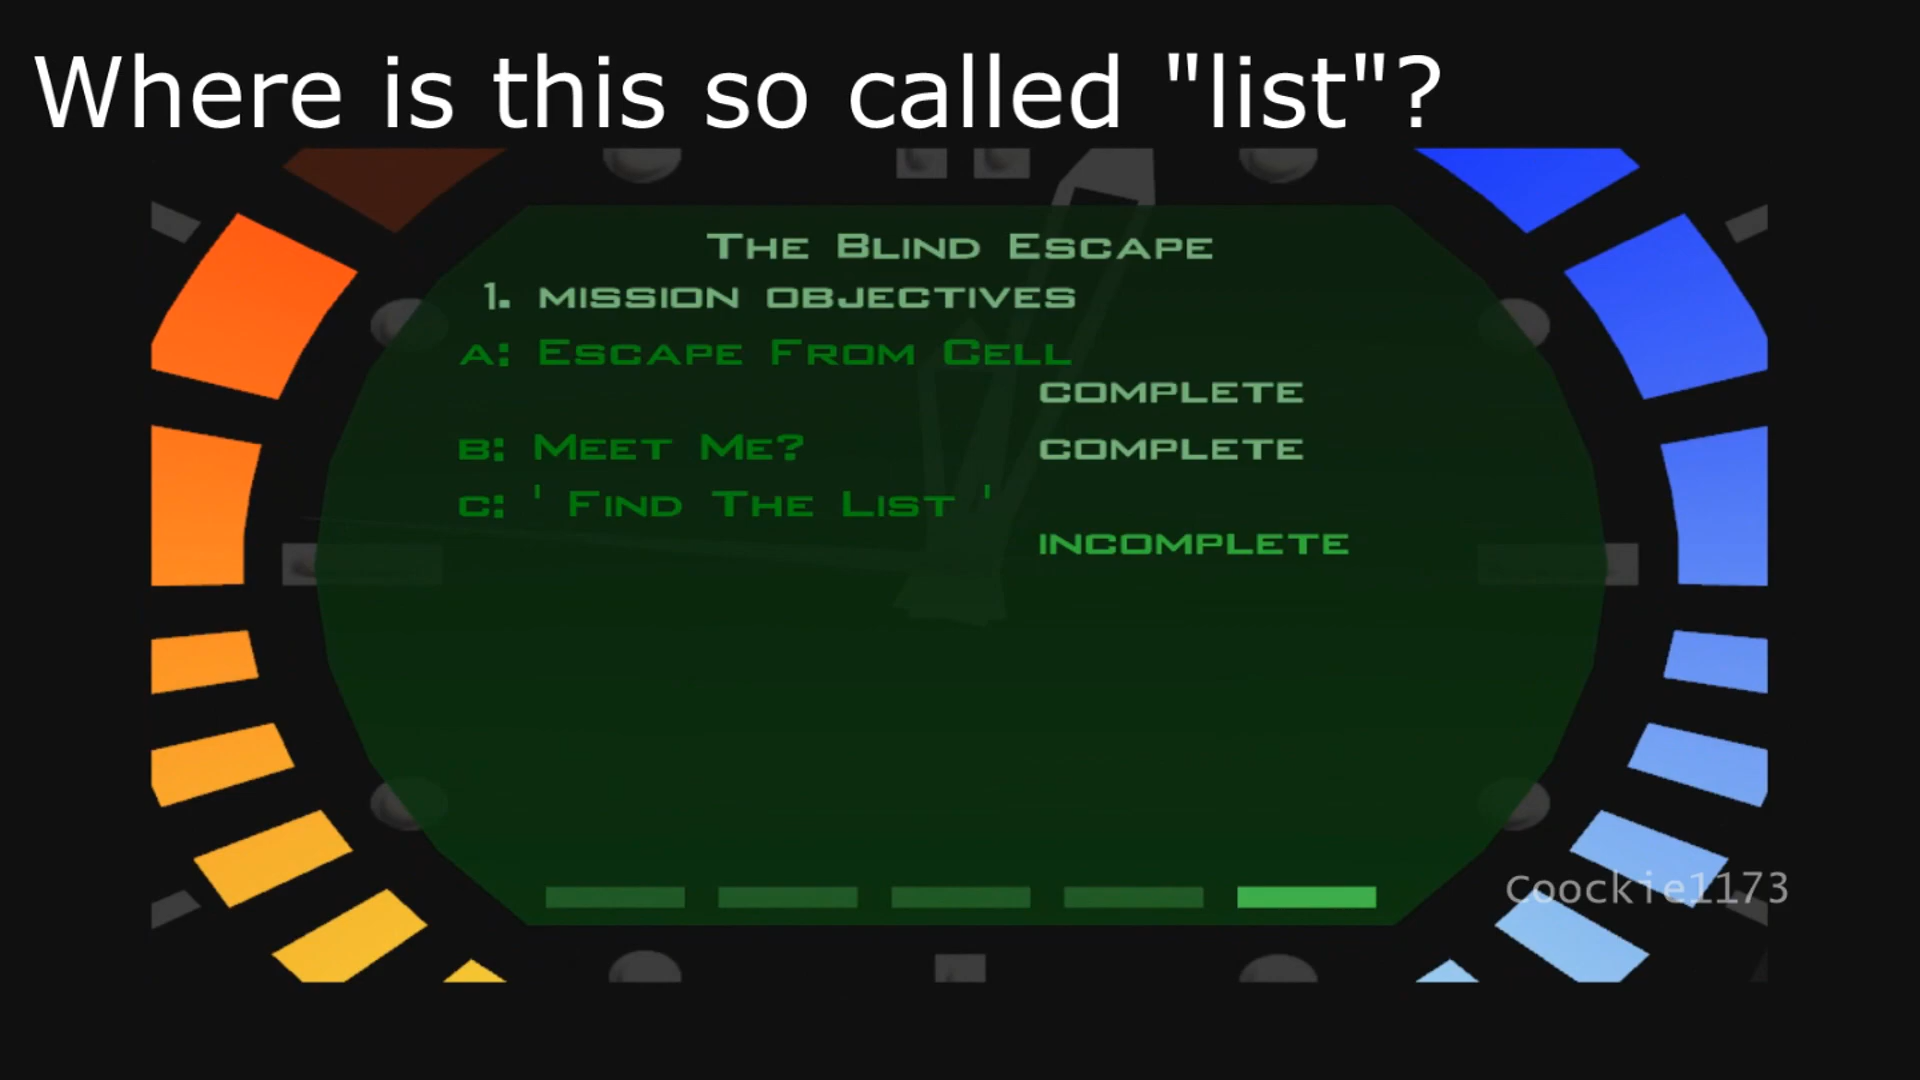 Where is this so called "list"?
The Blind Escape
1. mission objectives
a: Escape From Cell
complete
b: Meet Me? complete
c: ' Find The List '
incomplete
Coockie1173